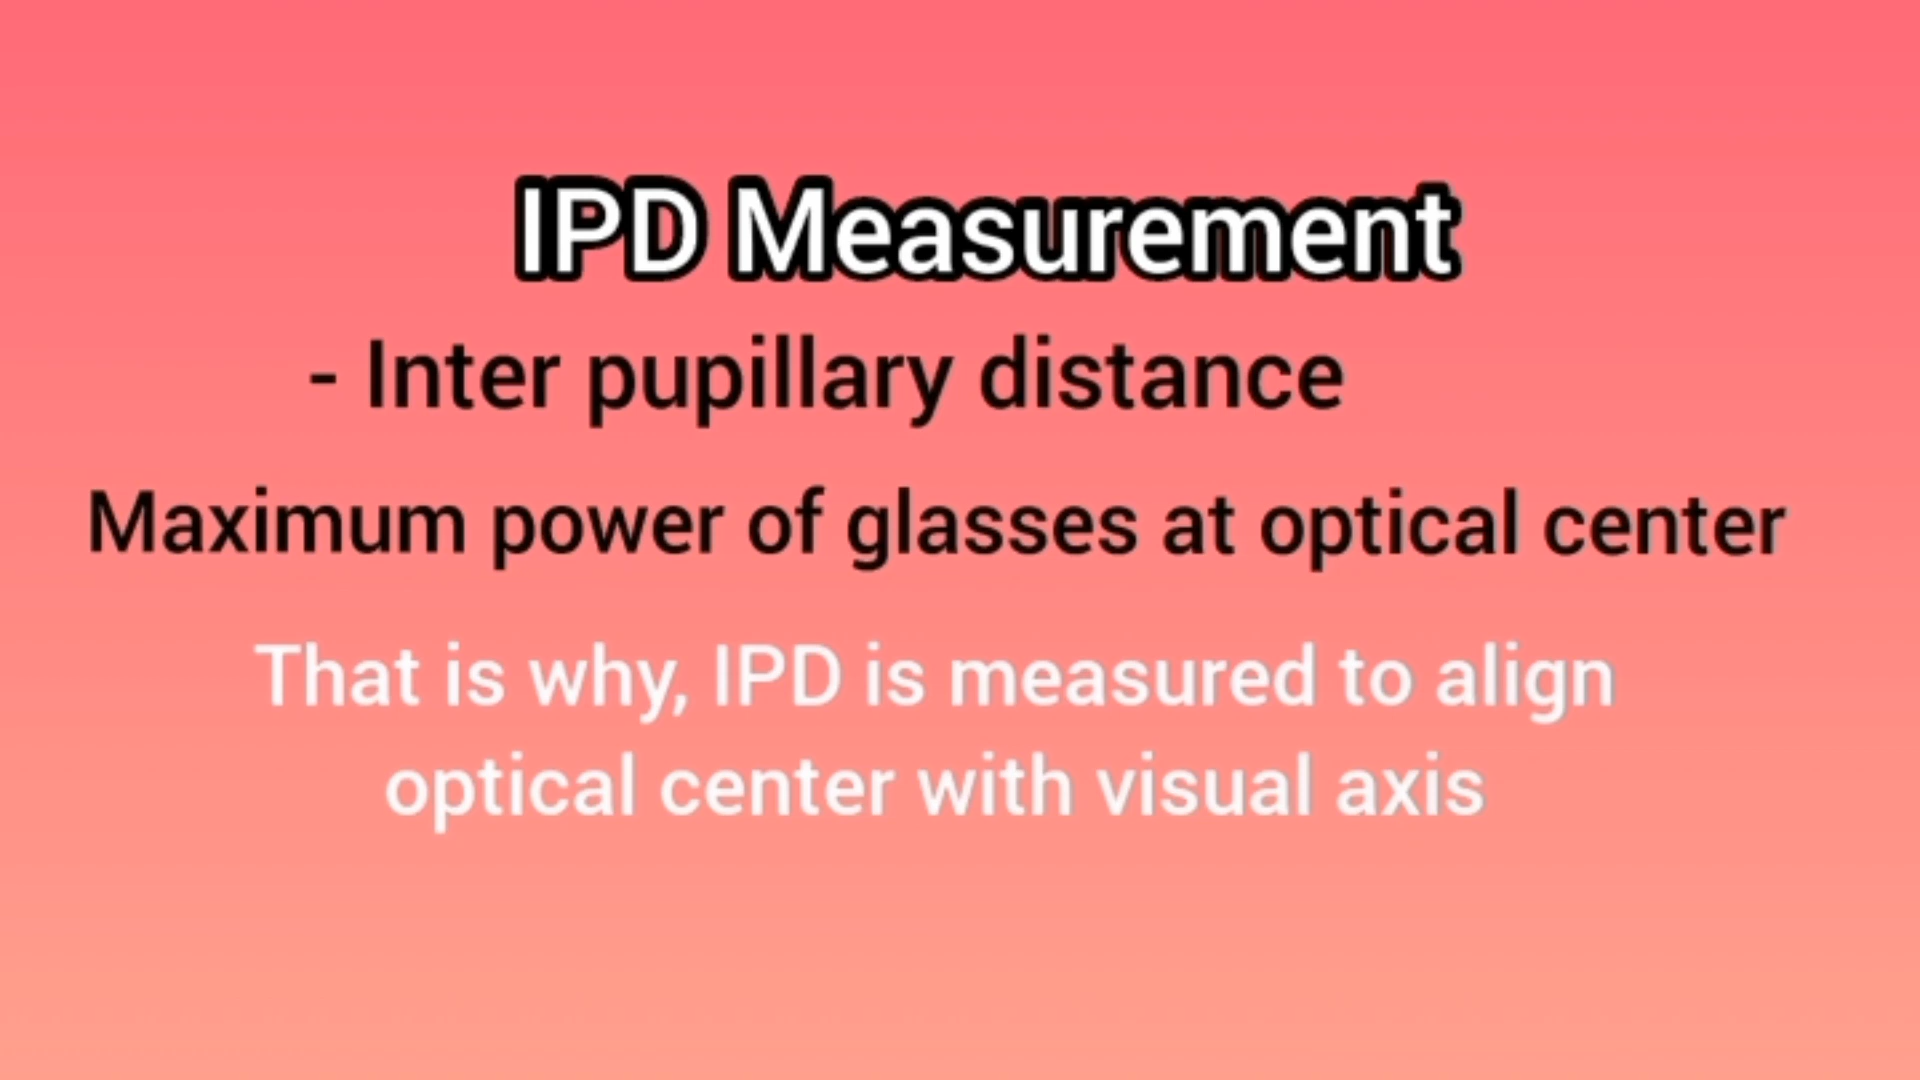 IPD Measurement
- Inter pupillary distance
Maximum power of glasses at optical center
That is why, IPD is measured to align
optical center with visual axis